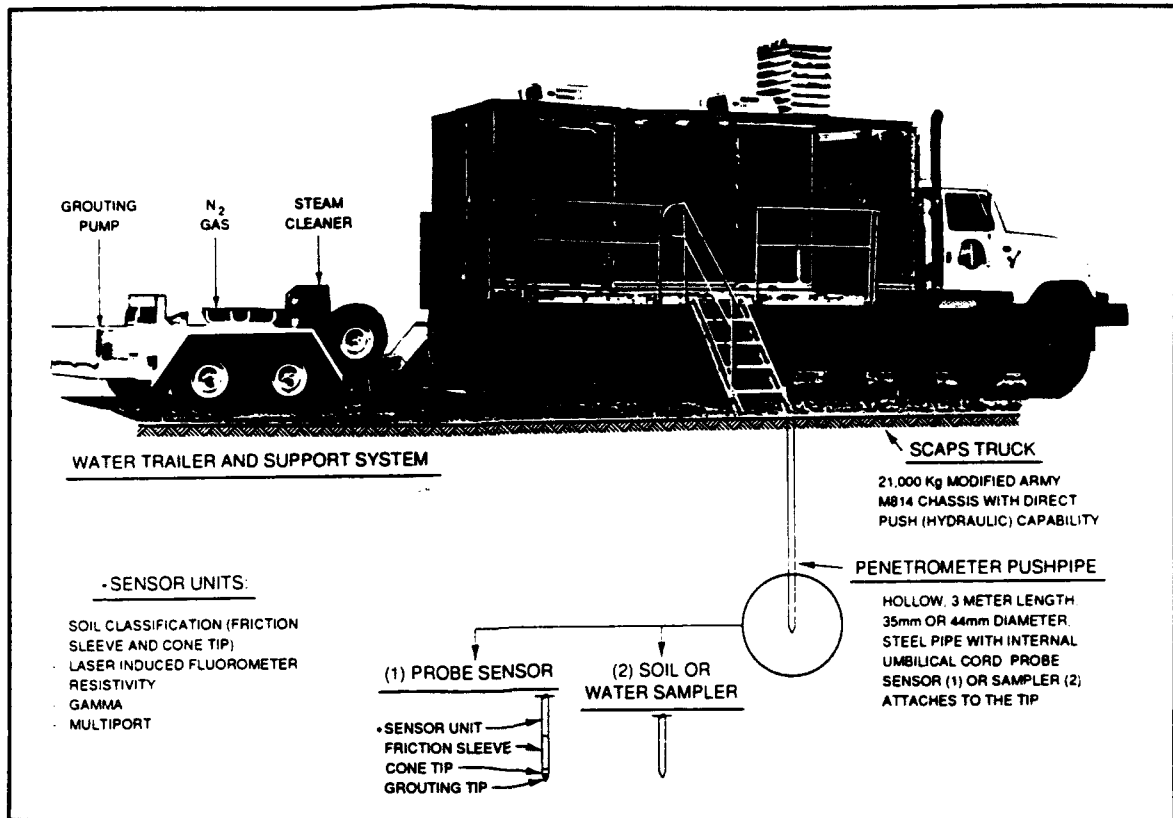 GROUTING
PUMP
N2
GAS
STEAM
CLEANER
WATER TRAILER AND SUPPORT SYSTEM
SCAPS TRUCK
21,000 Kg MODIFIED ARMY
M814 CHASSIS WITH DIRECT
PUSH (HYDRAULIC) CAPABILITY
PENETROMETER PUSHPIPE
HOLLOW, 3 METER LENGTH
35mm OR 44mm DIAMETER,
STEEL PIPE WITH INTERNAL
UMBILICAL CORD PROBE
SENSOR (1) OR SAMPLER (2)
ATTACHES TO THE TIP
•SENSOR UNITS:
SOIL CLASSIFICATION (FRICTION
SLEEVE AND CONE TIP)
· LASER INDUCED FLUOROMETER
RESISTIVITY
· GAMMA
· MULTIPORT
(1) PROBE SENSOR
•SENSOR UNIT
FRICTION SLEEVE
CONE TIP
GROUTING TIP
(2) SOIL OR
WATER SAMPLER